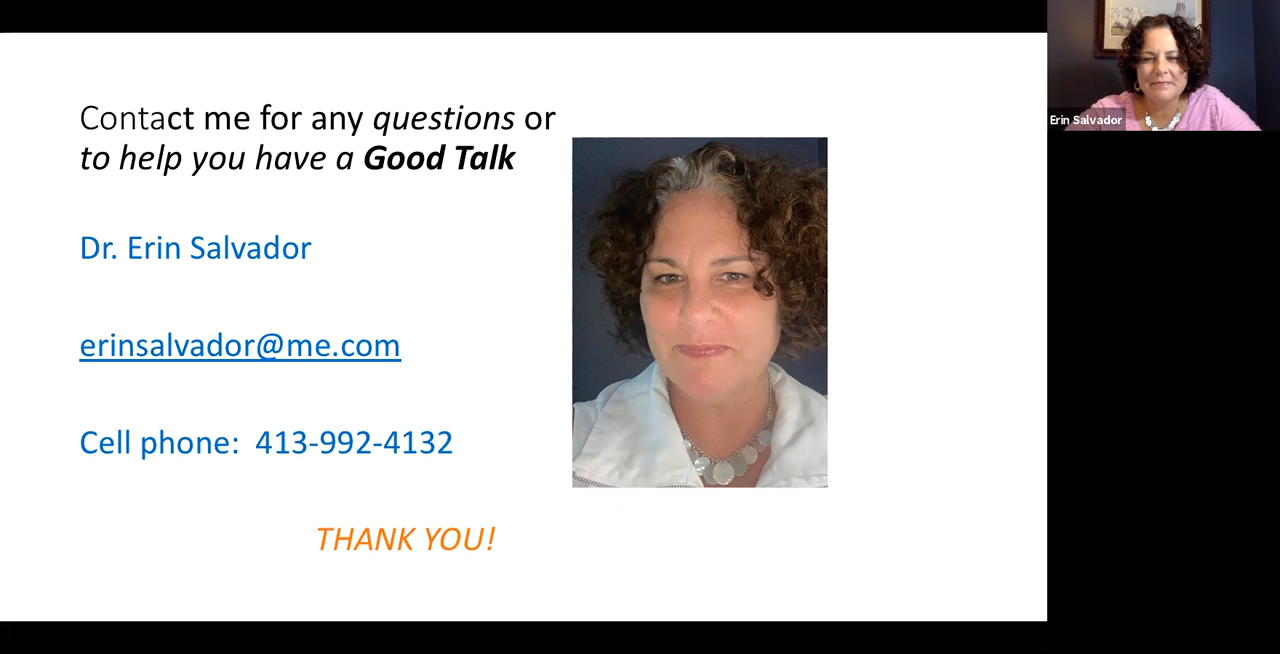 Contact me for any questions or
to help you have a Good Talk
Dr. Erin Salvador
erinsalvador@me.com
Cell phone:  413-992-4132
THANK YOU!
Erin Salvador